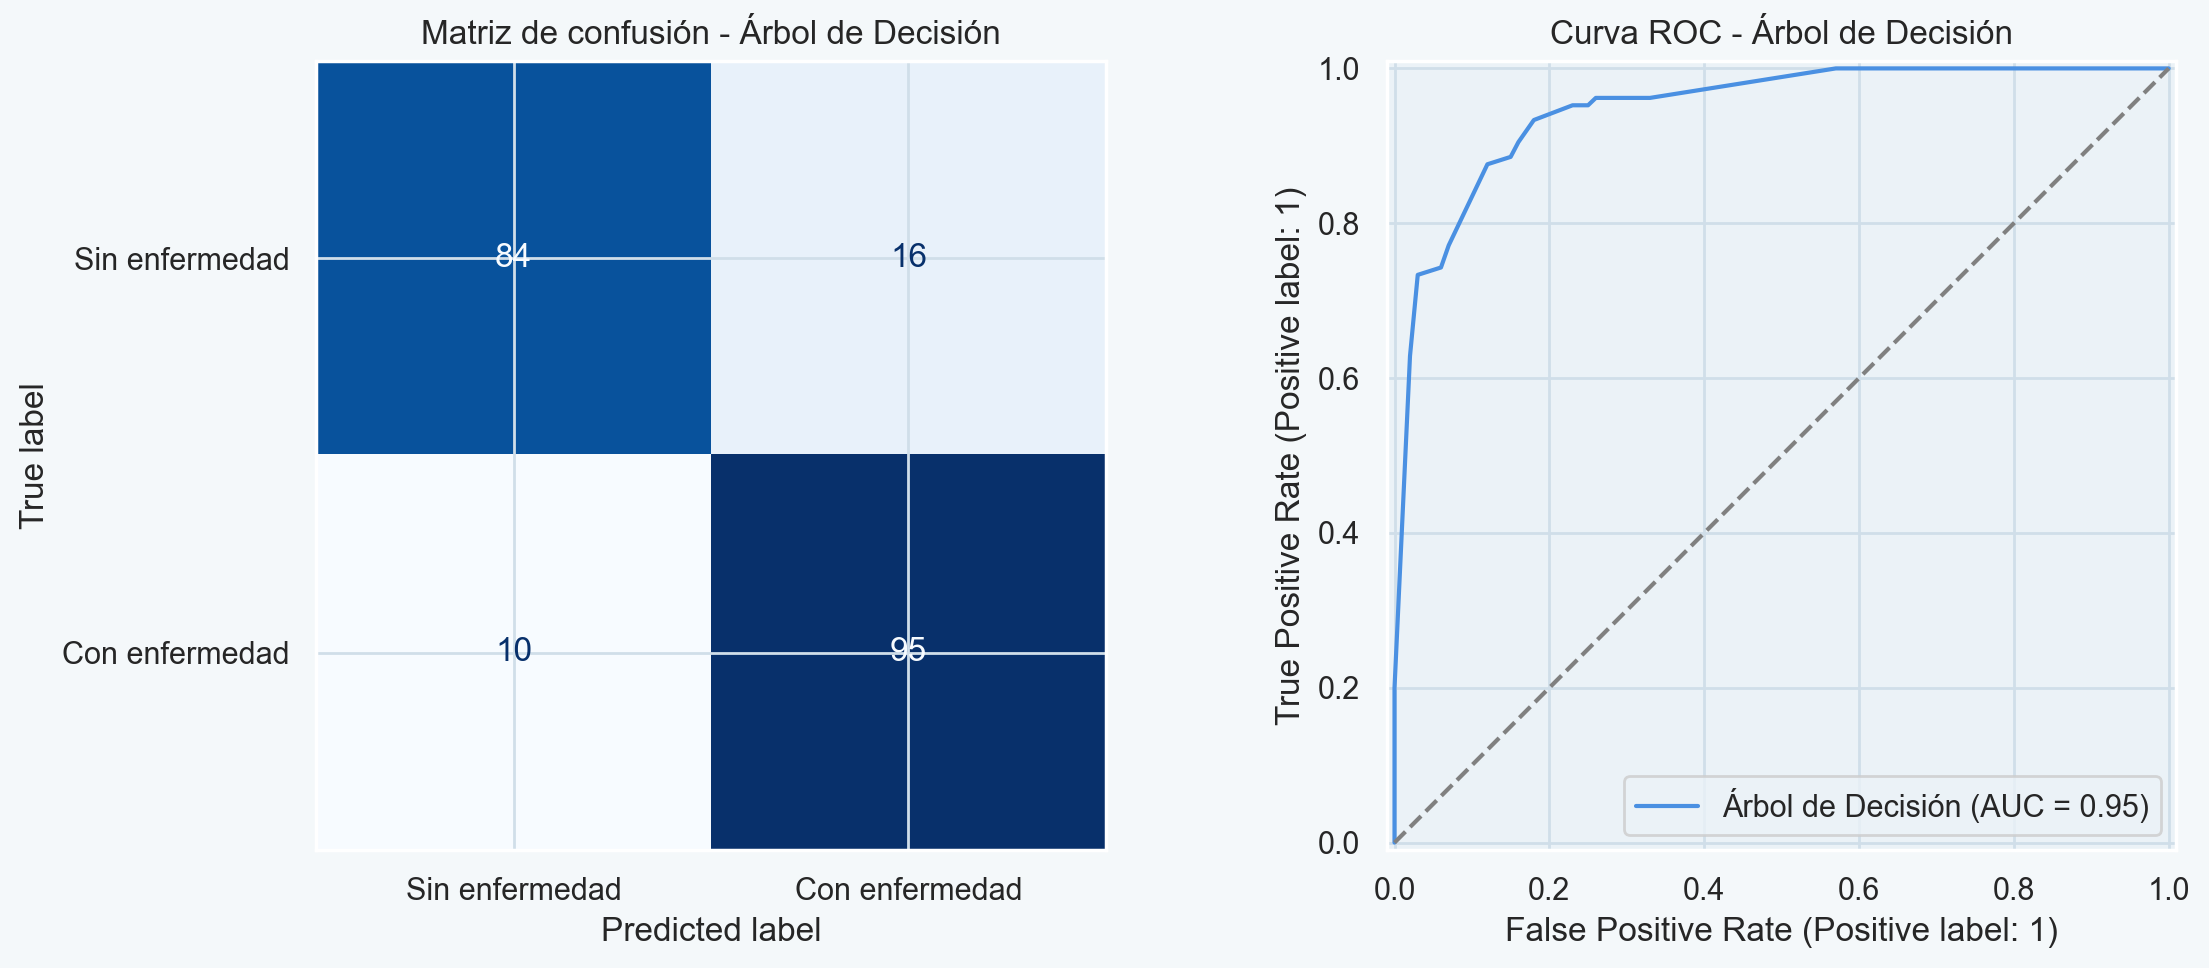 Matriz de confusión - Árbol de Decisión
True label
Sin enfermedad
Con enfermedad
84
16
10
95
Sin enfermedad
Con enfermedad
Predicted label
Curva ROC - Árbol de Decisión
True Positive Rate (Positive label: 1)
1.0
0.8
0.6
0.4
0.2
0.0
Árbol de Decisión (AUC = 0.95)
0.0
0.2
0.4
0.6
0.8
1.0
False Positive Rate (Positive label: 1)